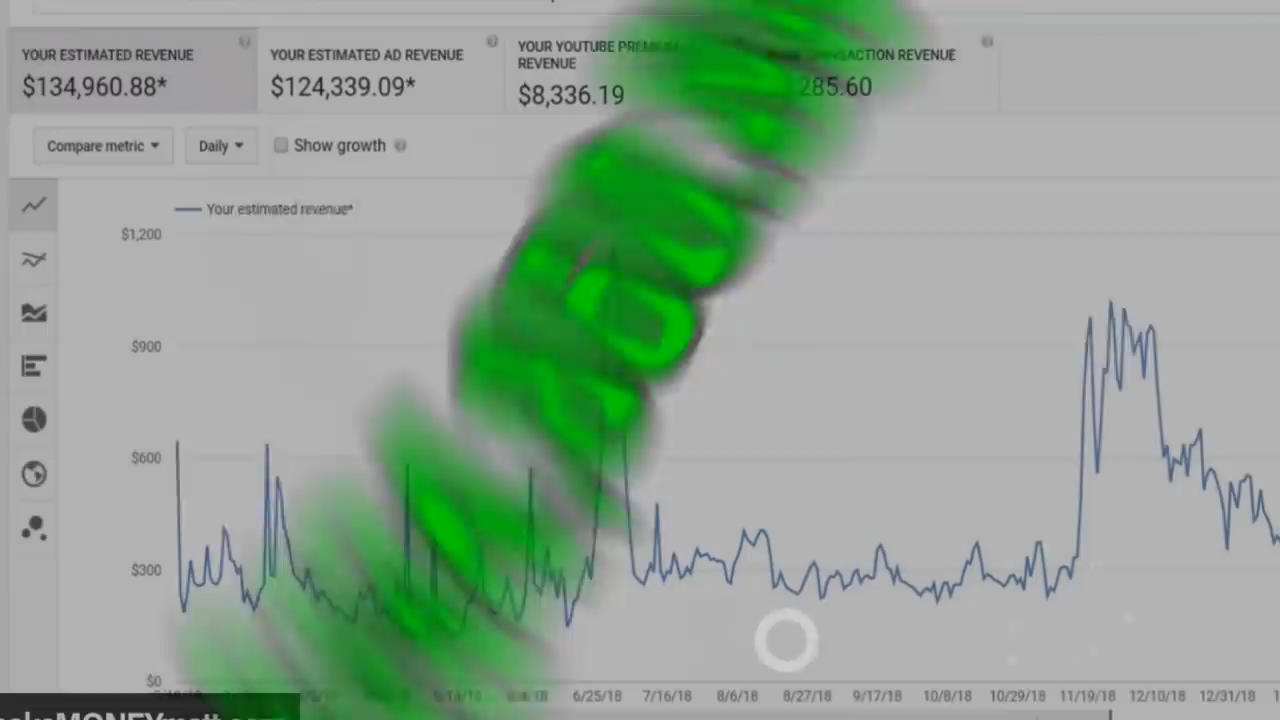 YOUR ESTIMATED REVENUE
$134,960.88*
YOUR ESTIMATED AD REVENUE
$124,339.09*
YOUR YOUTUBE PREMIUM
REVENUE
$8,336.19
REVENUE
285.60
Compare metric
Daily
Show growth
Your estimated revenue*
$1,200
$900
$600
$300
$0
6/25/18
7/16/18
8/6/18
8/27/18
9/17/18
10/8/18
10/29/18
11/19/18
12/10/18
12/31/18